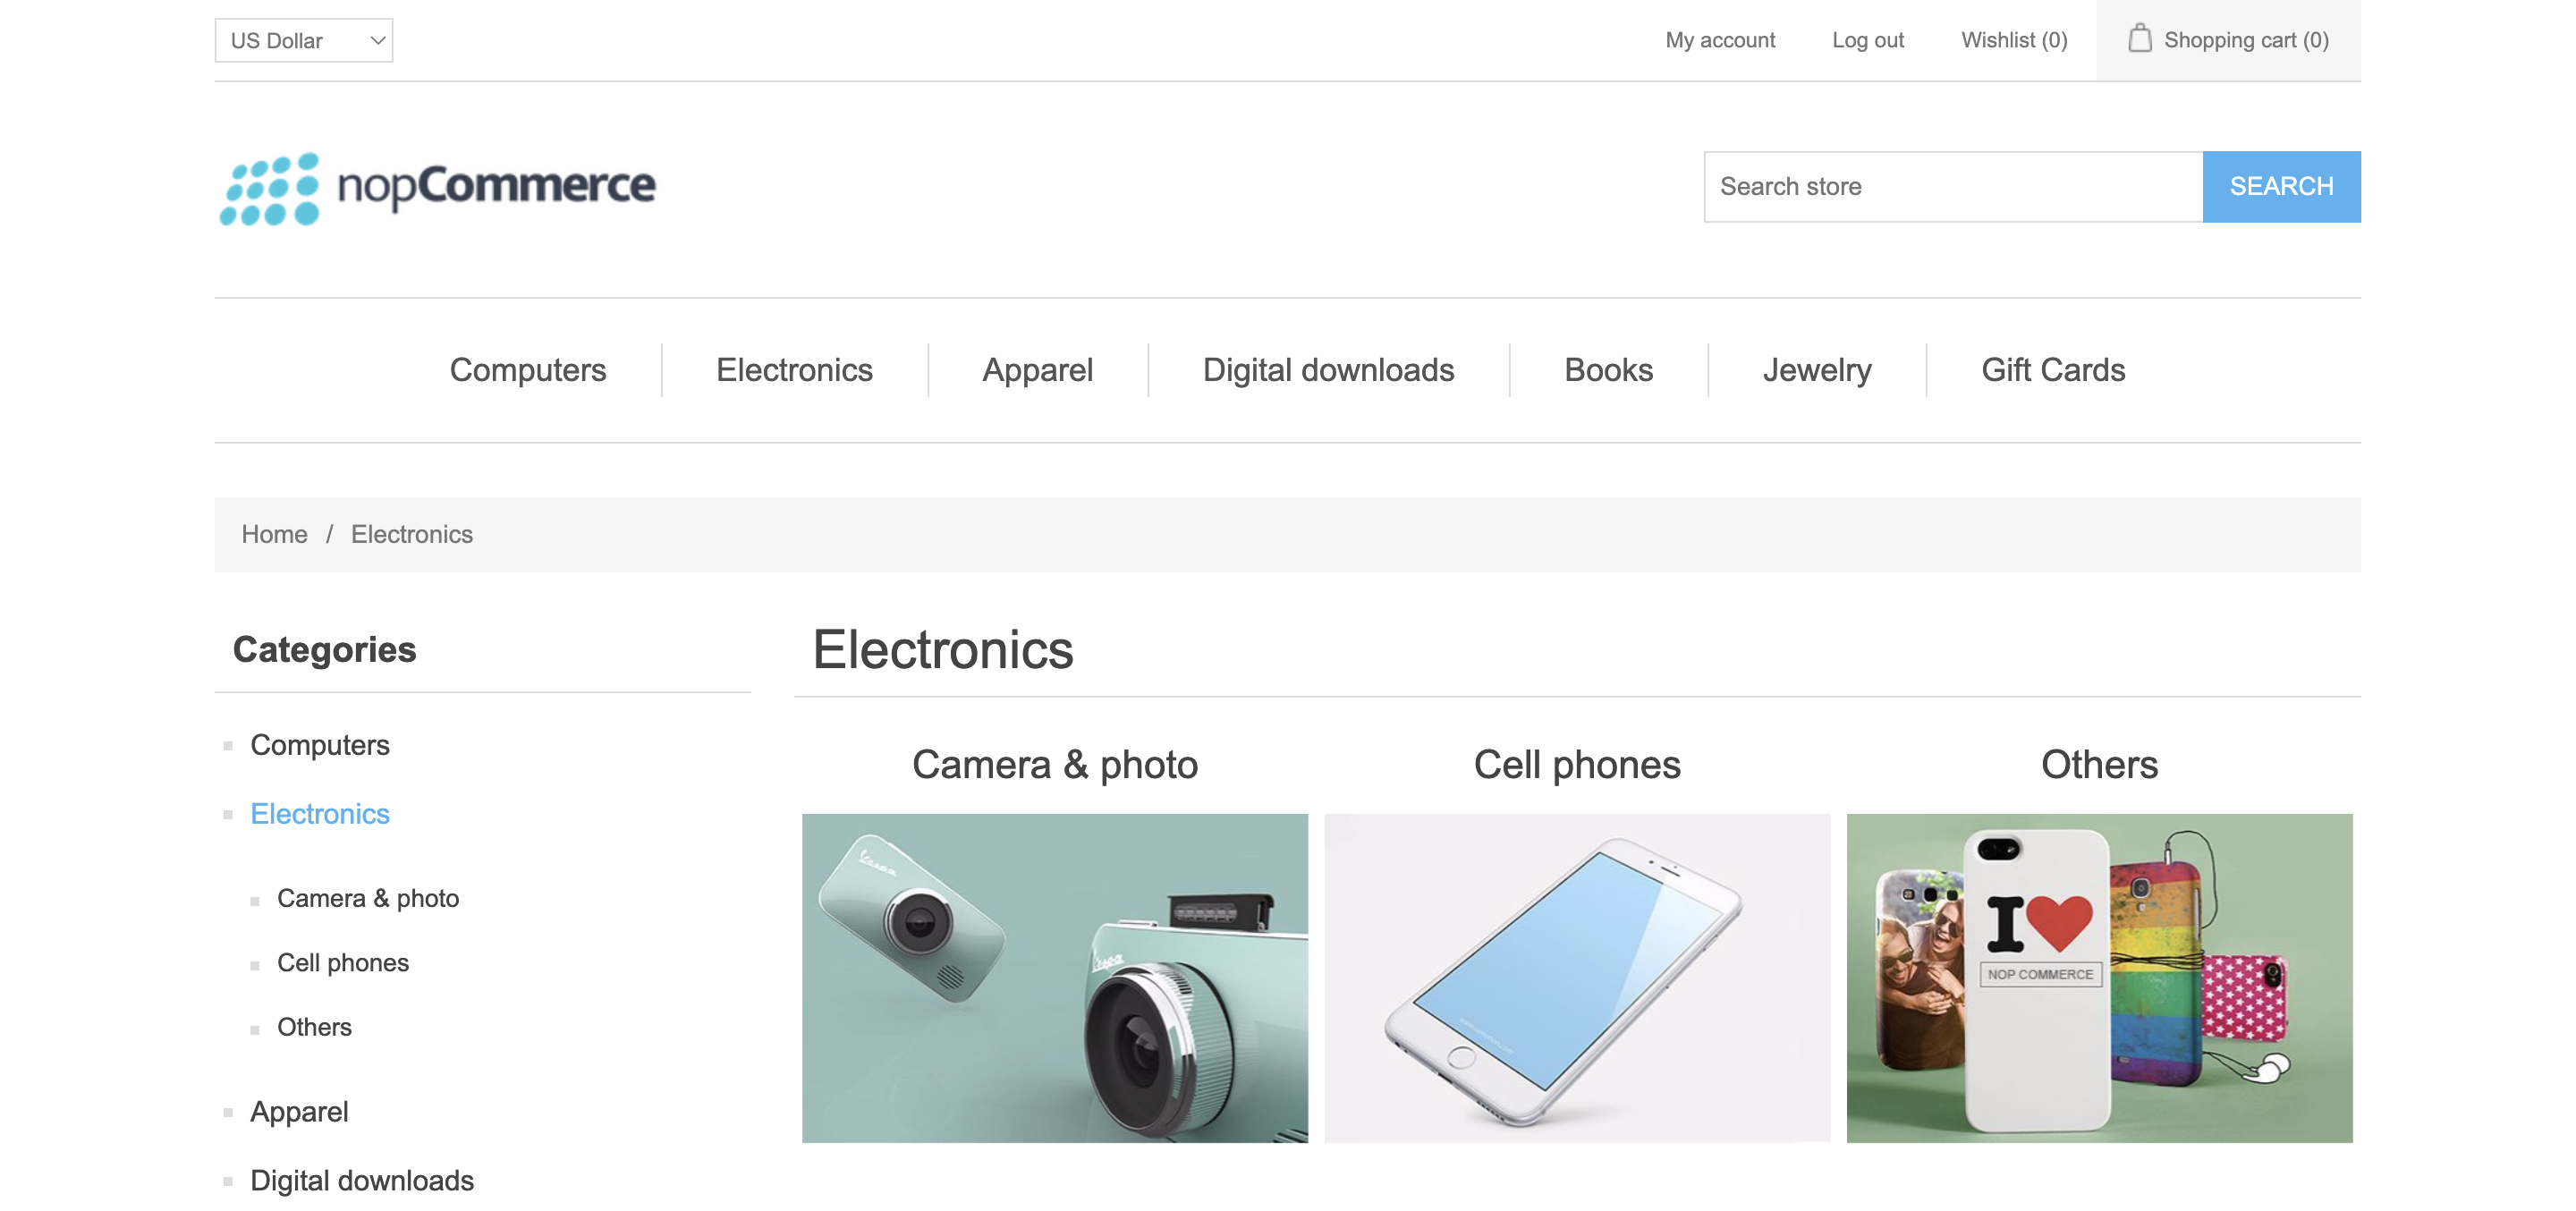 US Dollar
My account
Log out
Wishlist (0)
Shopping cart (0)
nopCommerce
Search store
SEARCH
Computers
Electronics
Apparel
Digital downloads
Books
Jewelry
Gift Cards
Home / Electronics
Categories
Computers
Electronics
Camera & photo
Cell phones
Others
Apparel
Digital downloads
Electronics
Camera & photo
Cell phones
Others
Vespa
Vespa
I
NOP COMMERCE